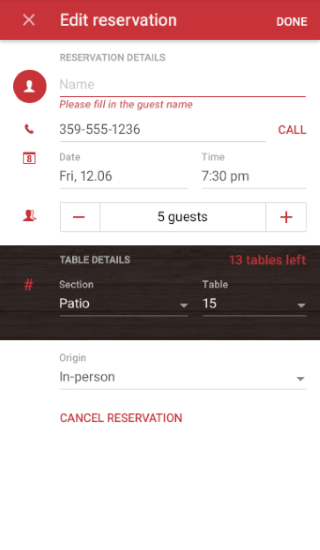 Edit reservation DONE
RESERVATION DETAILS
Name
Please fill in the guest name
359-555-1236 CALL
Date Time
8 Fri, 12.06 7:30 pm
5 guests
TABLE DETAILS 13 tables left
# Section Table
Patio 15
Origin
In-person
CANCEL RESERVATION